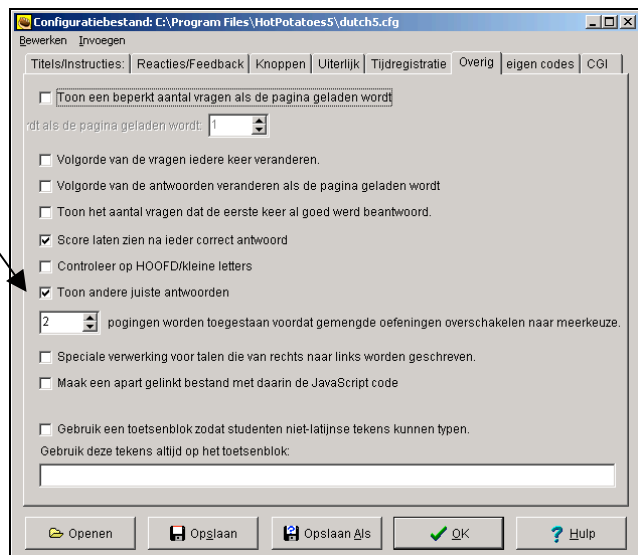 Configuratiebestand: C:\Program Files\HotPotatoes5\dutch5.cfg
Bewerken Invoegen
Titels/Instructies: Reacties/Feedback Knoppen Uiterlijk Tijdregistratie Overig eigen codes CGI
Toon een beperkt aantal vragen als de pagina geladen wordt
rdt als de pagina geladen wordt: 1
Volgorde van de vragen iedere keer veranderen.
Volgorde van de antwoorden veranderen als de pagina geladen wordt
Toon het aantal vragen dat de eerste keer al goed werd beantwoord.
Score laten zien na ieder correct antwoord
Controleer op HOOFD/kleine letters
Toon andere juiste antwoorden
2 pogingen worden toegestaan voordat gemengde oefeningen overschakelen naar meerkeuze.
Speciale verwerking voor talen die van rechts naar links worden geschreven.
Maak een apart gelinkt bestand met daarin de JavaScript code
Gebruik een toetsenblok zodat studenten niet-latijnse tekens kunnen typen.
Gebruik deze tekens altijd op het toetsenblok:
Openen Opslaan Opslaan Als OK Hulp